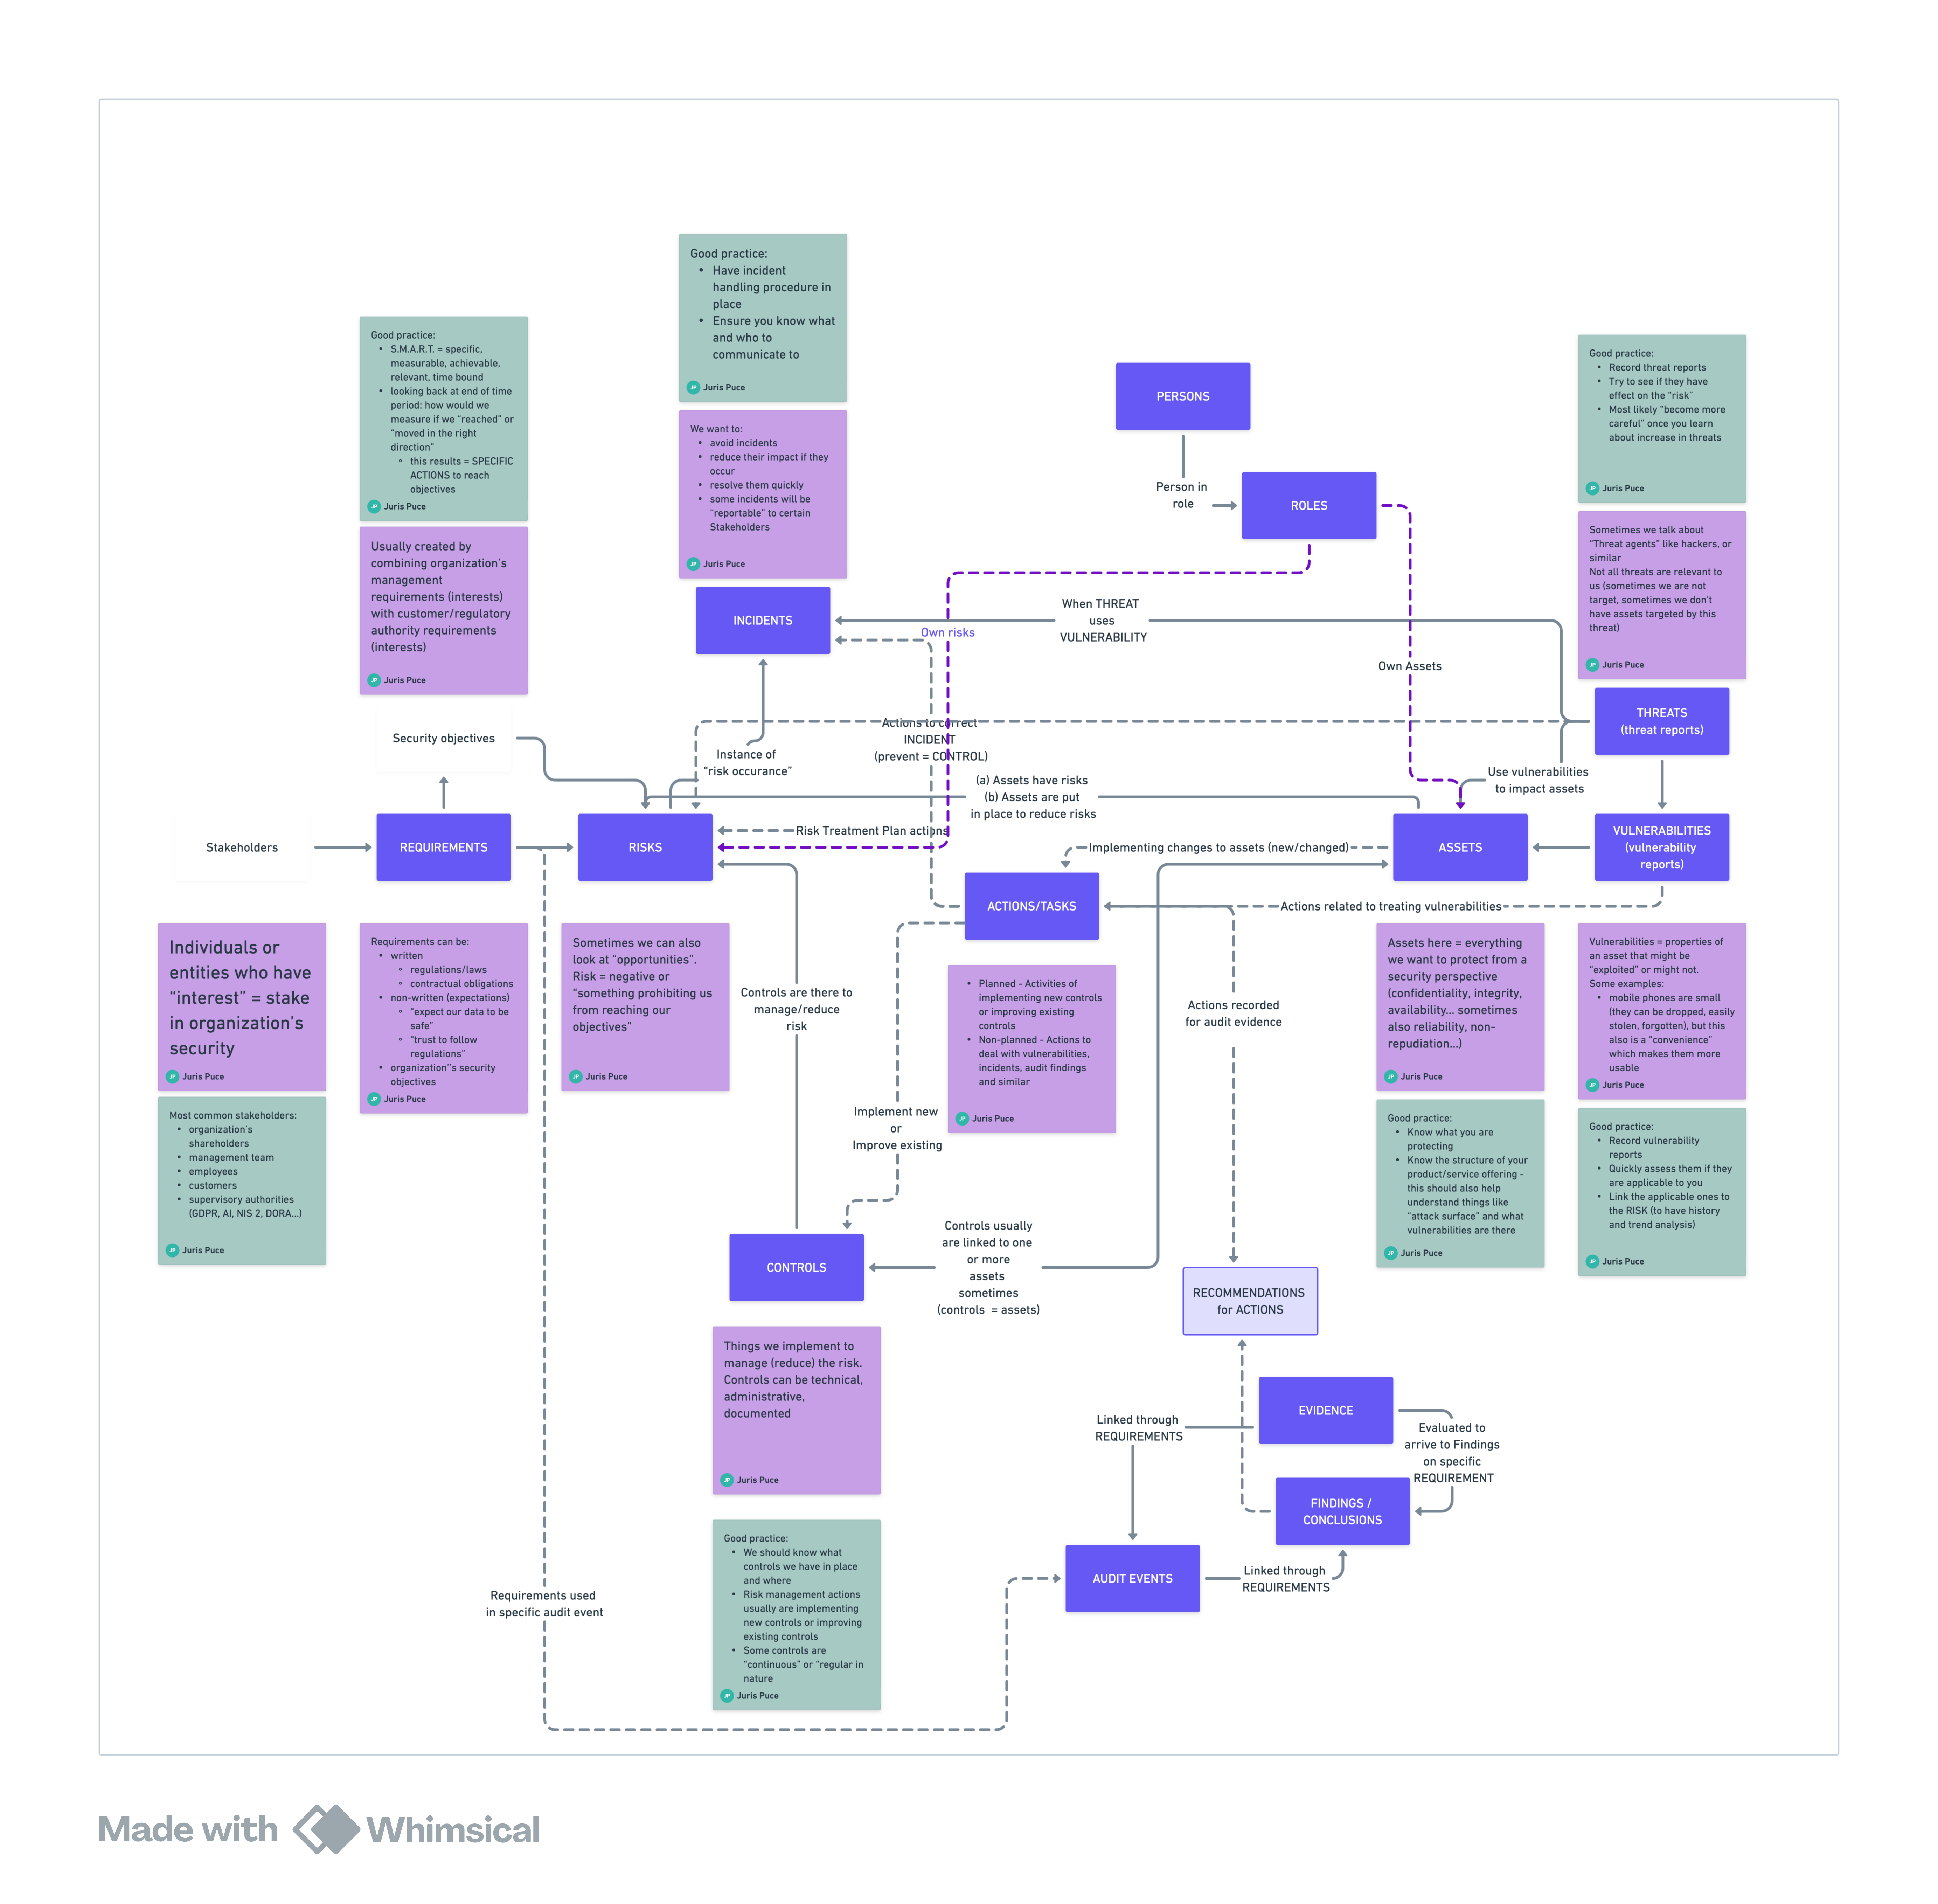 Good practice:
• Have incident
handling procedure in
place
• Ensure you know what
and who to
communicate to
JP Juris Puce
Good practice:
• S.M.A.R.T. = specific,
measurable, achievable,
relevant, time bound
• looking back at end of time
period: how would we
measure if we “reached” or
“moved in the right
direction”
◦ this results = SPECIFIC
ACTIONS to reach
objectives
JP Juris Puce
Good practice:
• Record threat reports
• Try to see if they have
effect on the “risk”
• Most likely “become more
careful” once you learn
about increase in threats
JP Juris Puce
PERSONS
We want to:
• avoid incidents
• reduce their impact if they
occur
• resolve them quickly
• some incidents will be
“reportable” to certain
Stakeholders
JP Juris Puce
Person in
role
ROLES
Usually created by
combining organization’s
management
requirements (interests)
with customer/regulatory
authority requirements
(interests)
JP Juris Puce
Sometimes we talk about
“Threat agents” like hackers, or
similar
Not all threats are relevant to
us (sometimes we are not
target, sometimes we don’t
have assets targeted by this
threat)
JP Juris Puce
INCIDENTS
When THREAT
uses
VULNERABILITY
Own risks
Own Assets
THREATS
(threat reports)
Security objectives
Actions to correct
INCIDENT
(prevent = CONTROL)
Instance of
“risk occurance”
Use vulnerabilities
to impact assets
(a) Assets have risks
(b) Assets are put
in place to reduce risks
Risk Treatment Plan actions
Stakeholders
REQUIREMENTS
RISKS
Implementing changes to assets (new/changed)
ASSETS
VULNERABILITIES
(vulnerability
reports)
ACTIONS/TASKS
Actions related to treating vulnerabilities
Individuals or
entities who have
“interest” = stake
in organization’s
security
JP Juris Puce
Requirements can be:
• written
◦ regulations/laws
◦ contractual obligations
• non-written (expectations)
◦ “expect our data to be
safe”
◦ “trust to follow
regulations”
• organization’'s security
objectives
JP Juris Puce
Sometimes we can also
look at “opportunities”.
Risk = negative or
“something prohibiting us
from reaching our
objectives”
JP Juris Puce
Controls are there to
manage/reduce
risk
• Planned - Activities of
implementing new controls
or improving existing
controls
• Non-planned - Actions to
deal with vulnerabilities,
incidents, audit findings
and similar
JP Juris Puce
Actions recorded
for audit evidence
Assets here = everything
we want to protect from a
security perspective
(confidentiality, integrity,
availability... sometimes
also reliability, non-
repudiation...)
JP Juris Puce
Vulnerabilities = properties of
an asset that might be
“exploited” or might not.
Some examples:
• mobile phones are small
(they can be dropped, easily
stolen, forgotten), but this
also is a “convenience”
which makes them more
usable
JP Juris Puce
Most common stakeholders:
• organization’s
shareholders
• management team
• employees
• customers
• supervisory authorities
(GDPR, AI, NIS 2, DORA...)
JP Juris Puce
Implement new
or
Improve existing
Good practice:
• Know what you are
protecting
• Know the structure of your
product/service offering -
this should also help
understand things like
“attack surface” and what
vulnerabilities are there
JP Juris Puce
Good practice:
• Record vulnerability
reports
• Quickly assess them if they
are applicable to you
• Link the applicable ones to
the RISK (to have history
and trend analysis)
JP Juris Puce
CONTROLS
Controls usually
are linked to one
or more
assets
sometimes
(controls = assets)
RECOMMENDATIONS
for ACTIONS
Things we implement to
manage (reduce) the risk.
Controls can be technical,
administrative,
documented
JP Juris Puce
EVIDENCE
Linked through
REQUIREMENTS
Evaluated to
arrive to Findings
on specific
REQUIREMENT
FINDINGS /
CONCLUSIONS
Good practice:
• We should know what
controls we have in place
and where
• Risk management actions
usually are implementing
new controls or improving
existing controls
• Some controls are
“continuous” or “regular in
nature
JP Juris Puce
AUDIT EVENTS
Linked through
REQUIREMENTS
Requirements used
in specific audit event
Made with Whimsical